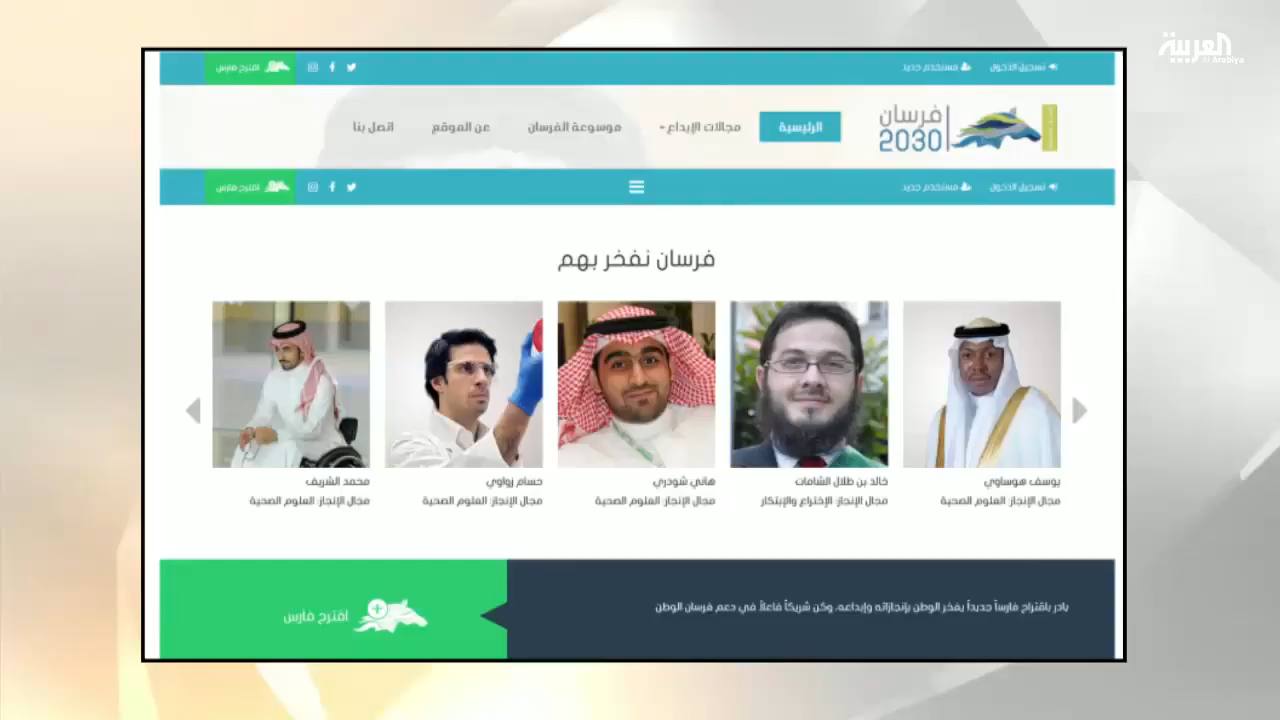 العربية
Al Arabiya
تسجيل الدخول
مستخدم جديد
اقترح فارس
فرسان
2030
الرئيسية
مجالات الإبداع
موسوعة الفرسان
عن الموقع
اتصل بنا
تسجيل الدخول
مستخدم جديد
اقترح فارس
فرسان نفخر بهم
يوسف هوساوي
مجال الإنجاز: العلوم الصحية
خالد بن طلال الشامات
مجال الإنجاز: الإختراع والإبتكار
هاني شودري
مجال الإنجاز: العلوم الصحية
حسام زواوي
مجال الإنجاز: العلوم الصحية
محمد الشريف
مجال الإنجاز: العلوم الصحية
بادر باقتراح فارساً جديداً يفخر الوطن بإنجازاته وإبداعه، وكن شريكاً فاعلاً في دعم فرسان الوطن
اقترح فارس